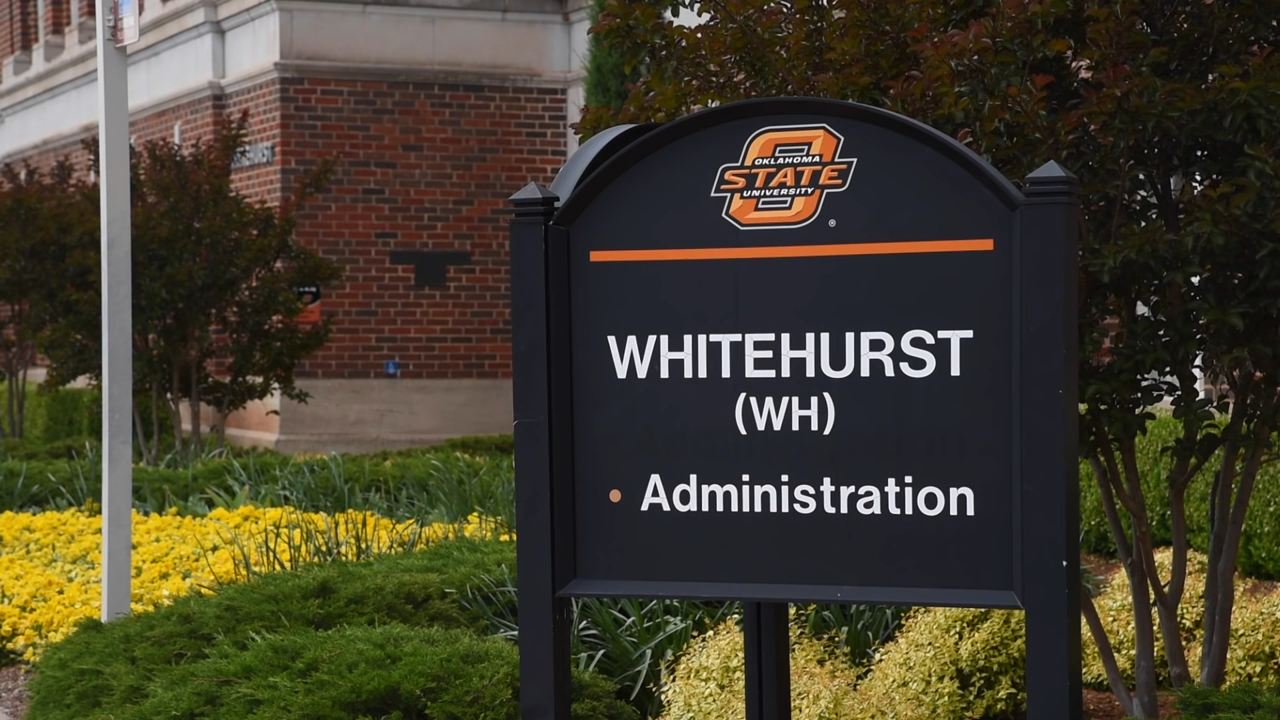 OKLAHOMA
STATE
UNIVERSITY
®
WHITEHURST
(WH)
• Administration